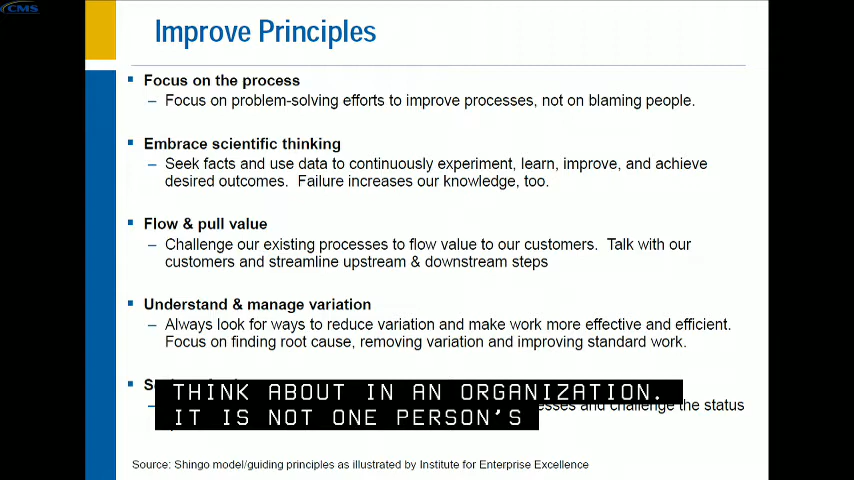 CMS
Improve Principles
Focus on the process
– Focus on problem-solving efforts to improve processes, not on blaming people.
Embrace scientific thinking
– Seek facts and use data to continuously experiment, learn, improve, and achieve
desired outcomes. Failure increases our knowledge, too.
Flow & pull value
– Challenge our existing processes to flow value to our customers. Talk with our
customers and streamline upstream & downstream steps
Understand & manage variation
– Always look for ways to reduce variation and make work more effective and efficient.
Focus on finding root cause, removing variation and improving standard work.
THINK ABOUT IN AN ORGANIZATION.
and challenge the status
IT IS NOT ONE PERSON'S
Source: Shingo model/guiding principles as illustrated by Institute for Enterprise Excellence